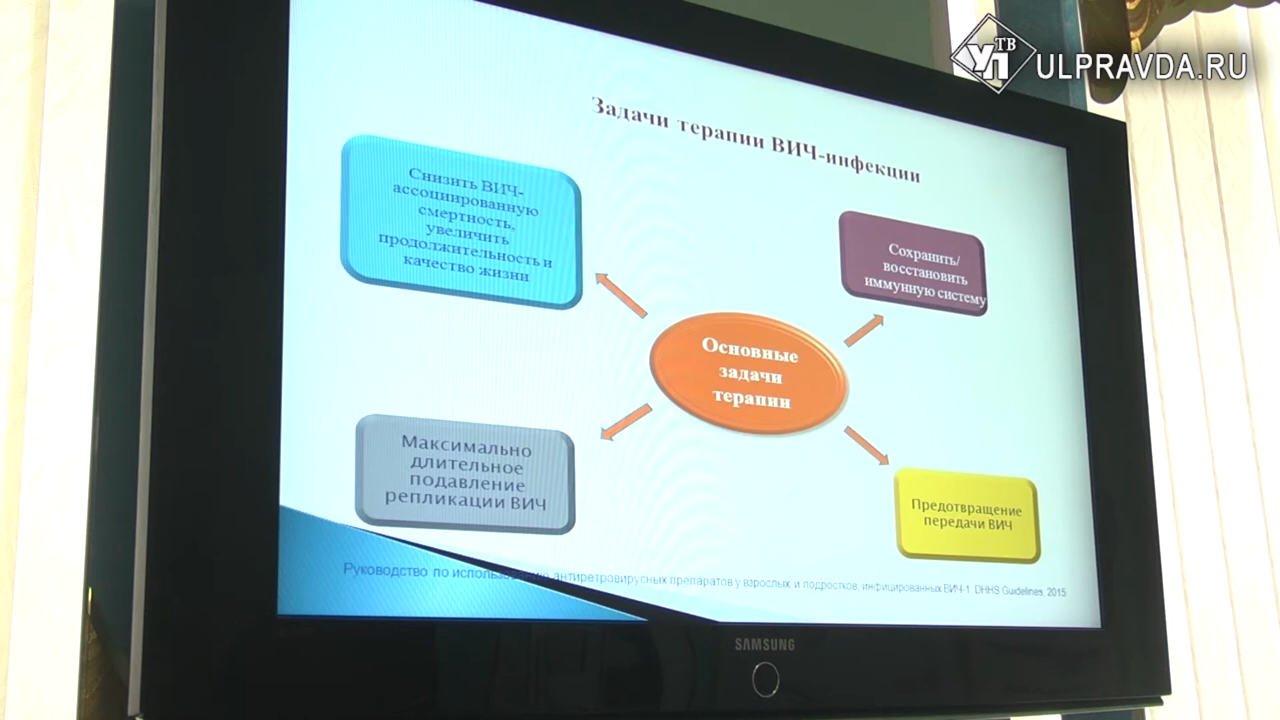 УП ТВ
ULPRAVDA.RU
Задачи терапии ВИЧ-инфекции
Снизить ВИЧ-
ассоциированную
смертность,
увеличить
продолжительность и
качество жизни
Сохранить/
восстановить
иммунную систему
Основные
задачи
терапии
Максимально
длительное
подавление
репликации ВИЧ
Предотвращение
передачи ВИЧ
Руководство по использованию антиретровирусных препаратов у взрослых и подростков, инфицированных ВИЧ-1. DHHS Guidelines, 2015
SAMSUNG